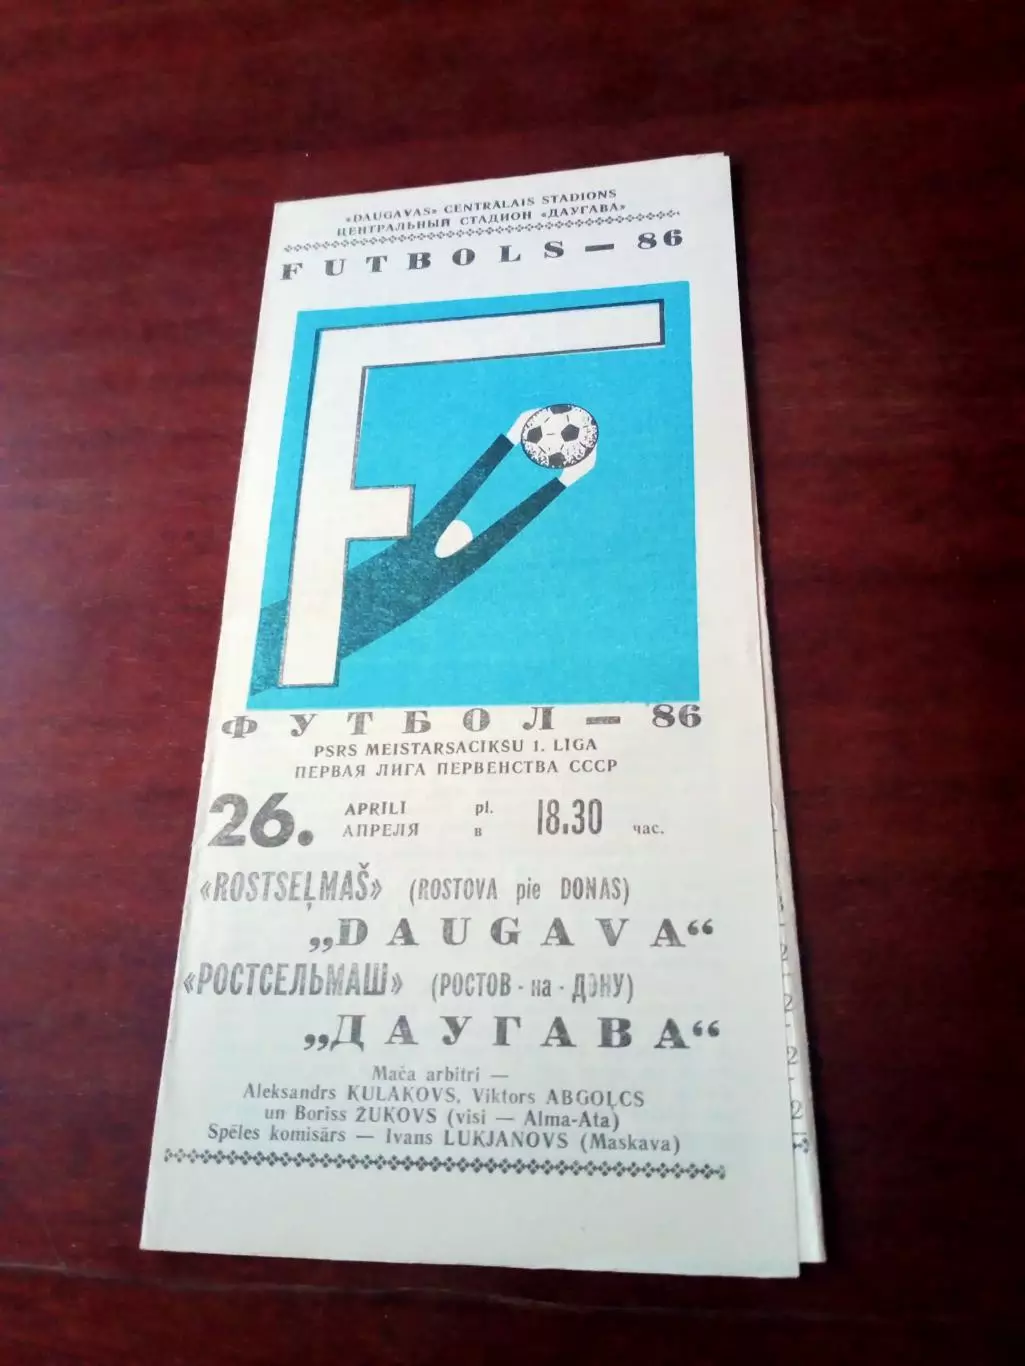 «DAUGAVAS» CENTRALAIS STADIONS
ЦЕНТРАЛЬНЫЙ СТАДИОН «ДАУГАВА»
FUTBOLS — 86
ФУТБОЛ — 86
PSRS MEISTARSACIKSU 1. LIGA
ПЕРВАЯ ЛИГА ПЕРВЕНСТВА СССР
26. APRILI pl. 18.30
АПРЕЛЯ в час.
«ROSTSEĻMAŠ» (ROSTOVA pie DONAS)
„DAUGAVA“
«РОСТСЕЛЬМАШ» (РОСТОВ - на - ДОНУ)
„ДАУГАВА“
Mača arbitri —
Aleksandrs KULAKOVS, Viktors ABGOĻCS
un Boriss ŽUKOVS (visi — Alma-Ata)
Spēles komisārs — Ivans LUKJANOVS (Maskava)